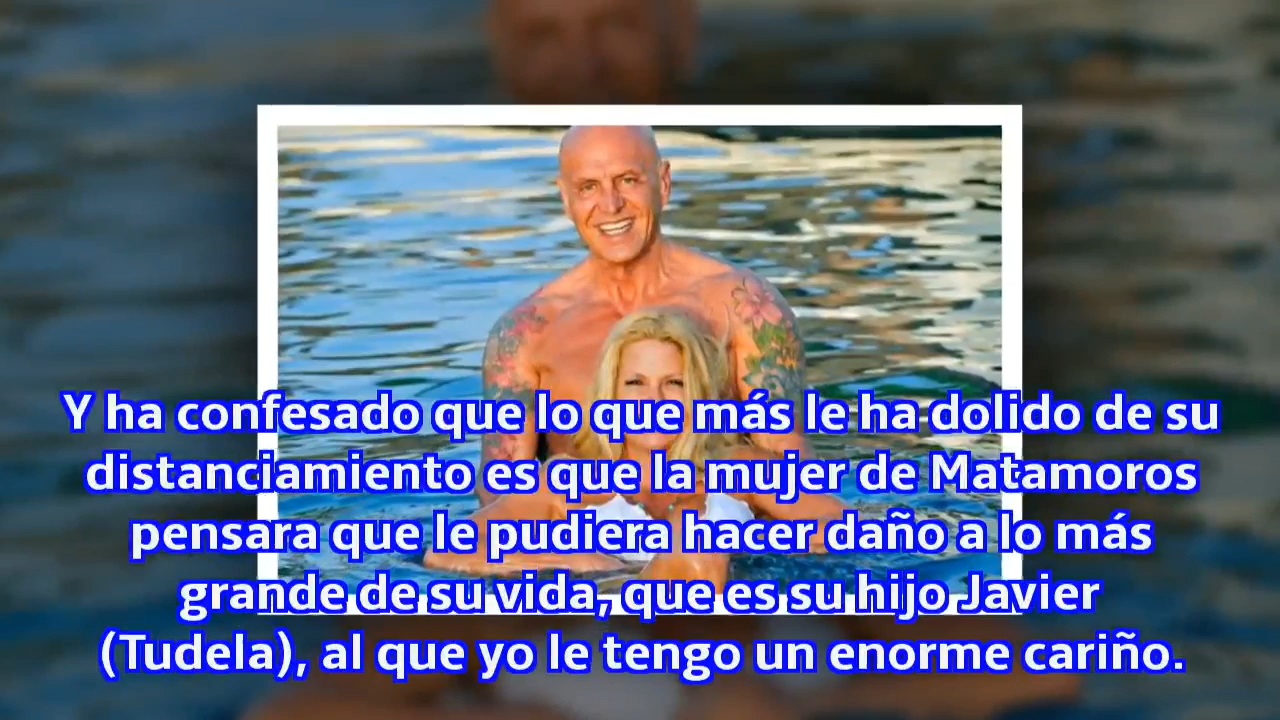 Y ha confesado que lo que más le ha dolido de su
distanciamiento es que la mujer de Matamoros
pensara que le pudiera hacer daño a lo más
grande de su vida, que es su hijo Javier
(Tudela), al que yo le tengo un enorme cariño.